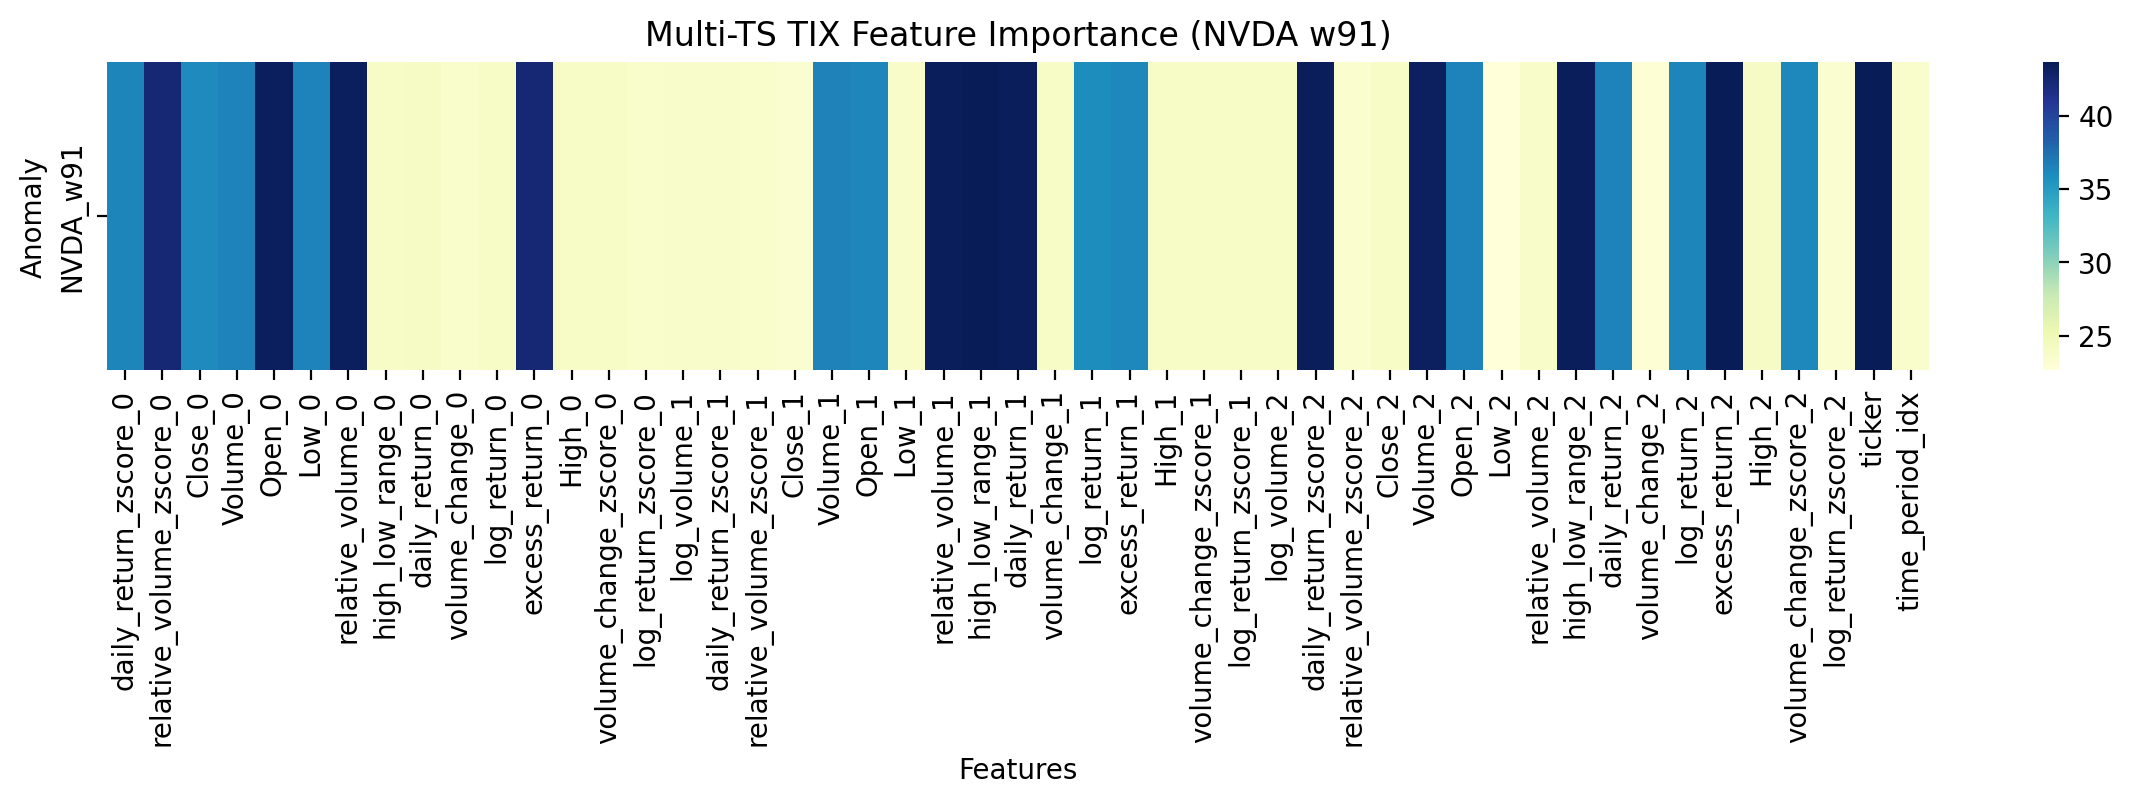 Multi-TS TIX Feature Importance (NVDA w91)
Anomaly
NVDA_w91
40
35
30
25
daily_return_zscore_0
relative_volume_zscore_0
Close_0
Volume_0
Open_0
Low_0
relative_volume_0
high_low_range_0
daily_return_0
volume_change_0
log_return_0
excess_return_0
High_0
volume_change_zscore_0
log_return_zscore_0
log_volume_1
daily_return_zscore_1
relative_volume_zscore_1
Close_1
Volume_1
Open_1
Low_1
relative_volume_1
high_low_range_1
daily_return_1
volume_change_1
log_return_1
excess_return_1
High_1
volume_change_zscore_1
log_return_zscore_1
log_volume_2
daily_return_zscore_2
relative_volume_zscore_2
Close_2
Volume_2
Open_2
Low_2
relative_volume_2
high_low_range_2
daily_return_2
volume_change_2
log_return_2
excess_return_2
High_2
volume_change_zscore_2
log_return_zscore_2
ticker
time_period_idx
Features